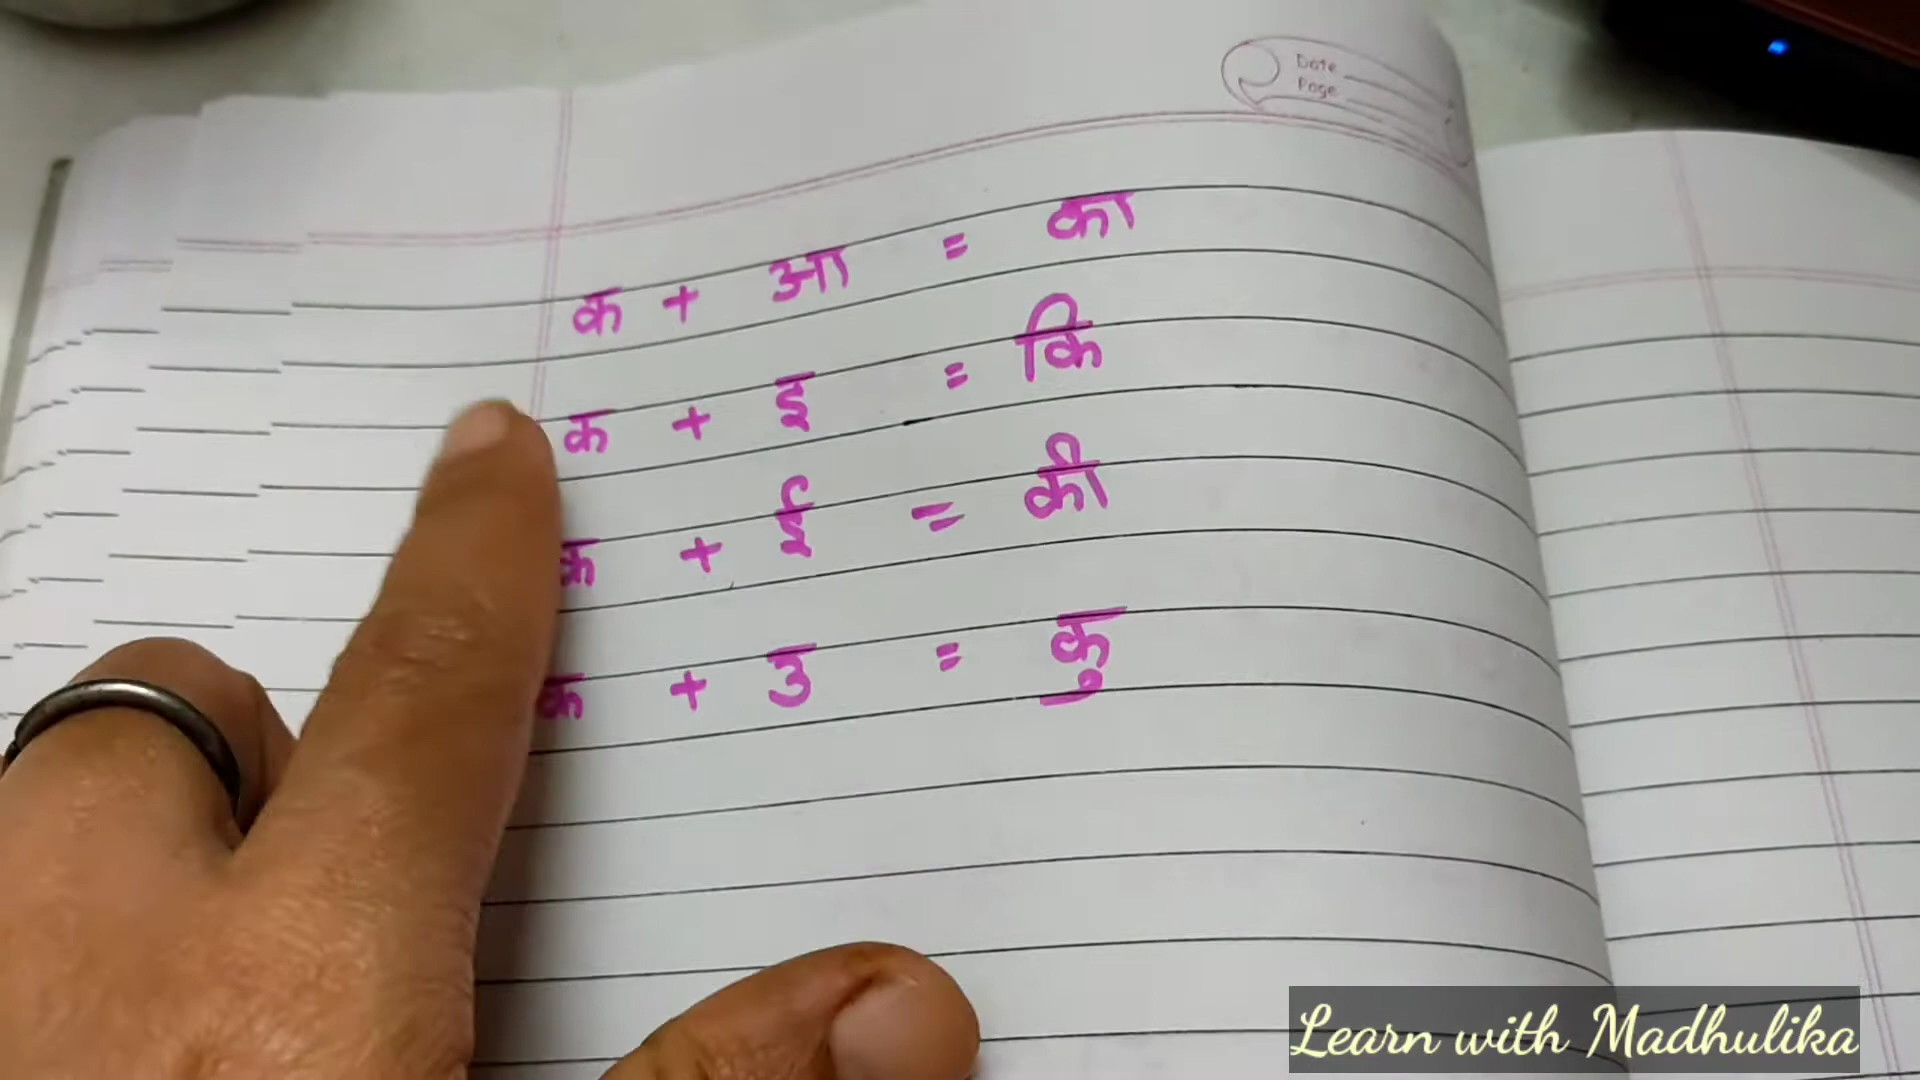 Date
Page
क + आ = का
क + इ = कि
क + ई = की
क + उ = कु
Learn with Madhulika